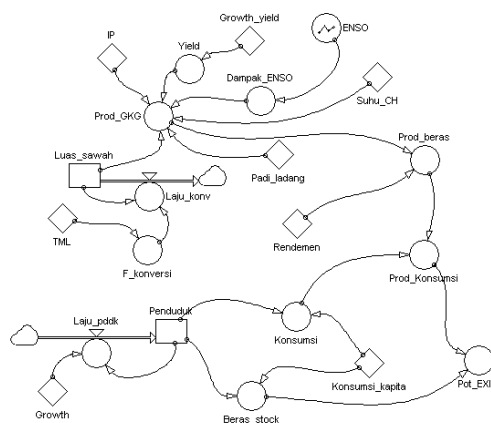 IP
Growth_yield
ENSO
Yield
Dampak_ENSO
Suhu_CH
Prod_GKG
Prod_beras
Luas_sawah
Padi_ladang
Laju_konv
TML
Rendemen
F_konversi
Prod_Konsumsi
Laju_pddk
Penduduk
Konsumsi
Growth
Konsumsi_kapita
Pot_EXI
Beras_stock